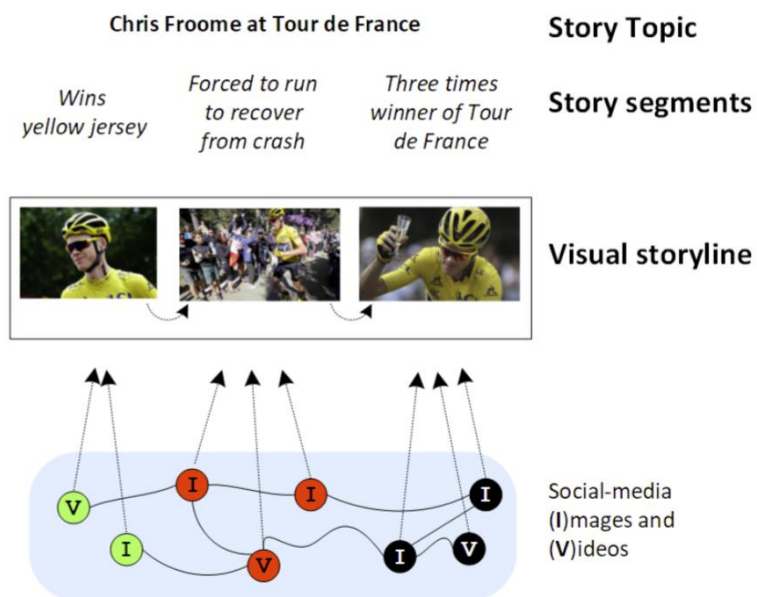 Chris Froome at Tour de France
Story Topic
Wins
yellow jersey
Forced to run
to recover
from crash
Three times
winner of Tour
de France
Story segments
Visual storyline
V
I
I
I
V
I
I
V
Social-media
(I)mages and
(V)ideos